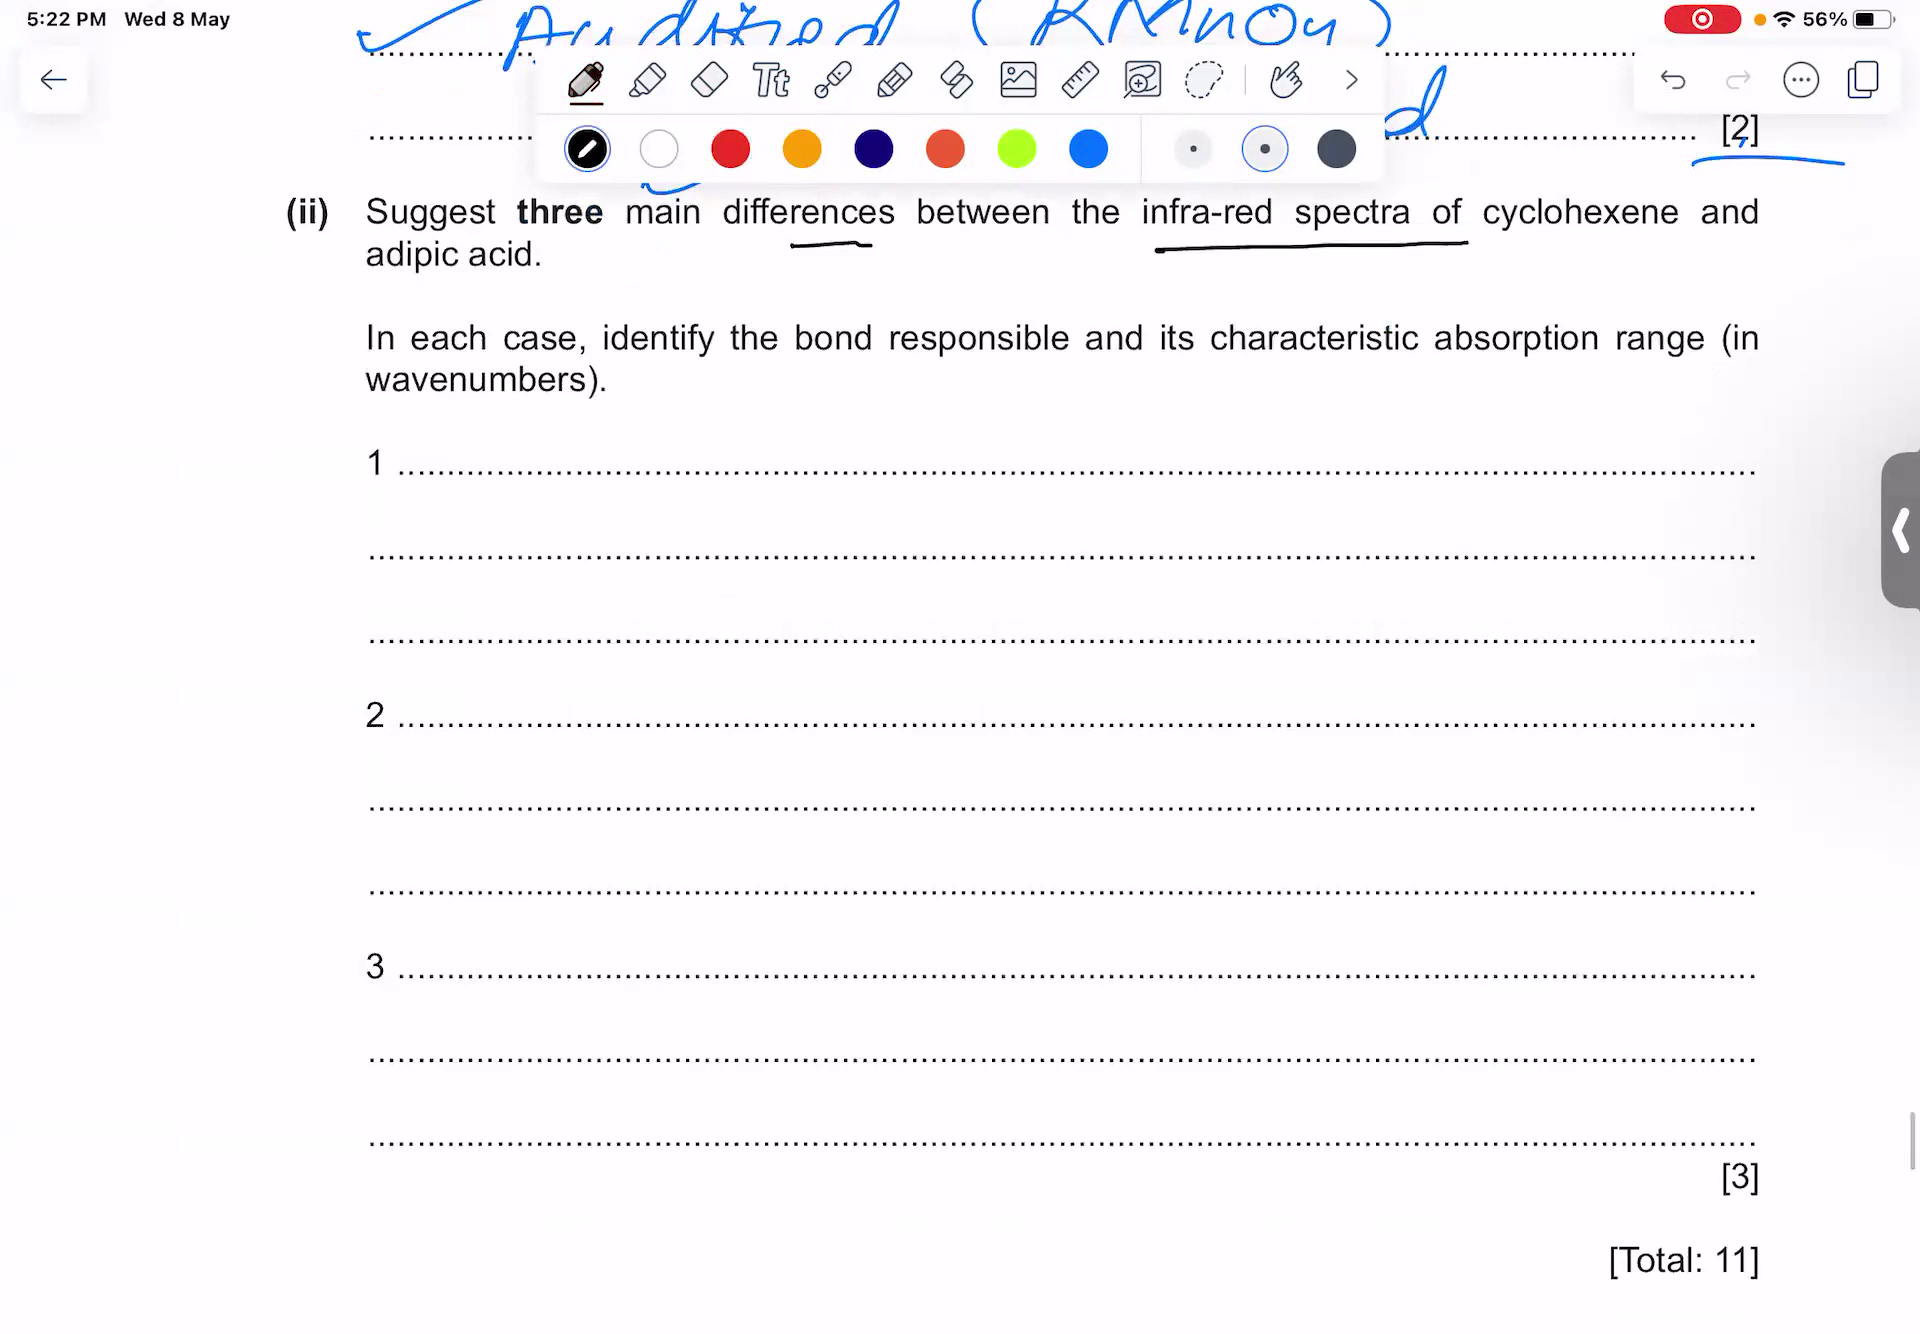 5:22 PM Wed 8 May
56%
(KMnO4)
Tt
d
[2]
(ii) Suggest three main differences between the infra-red spectra of cyclohexene and
adipic acid.
In each case, identify the bond responsible and its characteristic absorption range (in
wavenumbers).
1
2
3
[3]
[Total: 11]